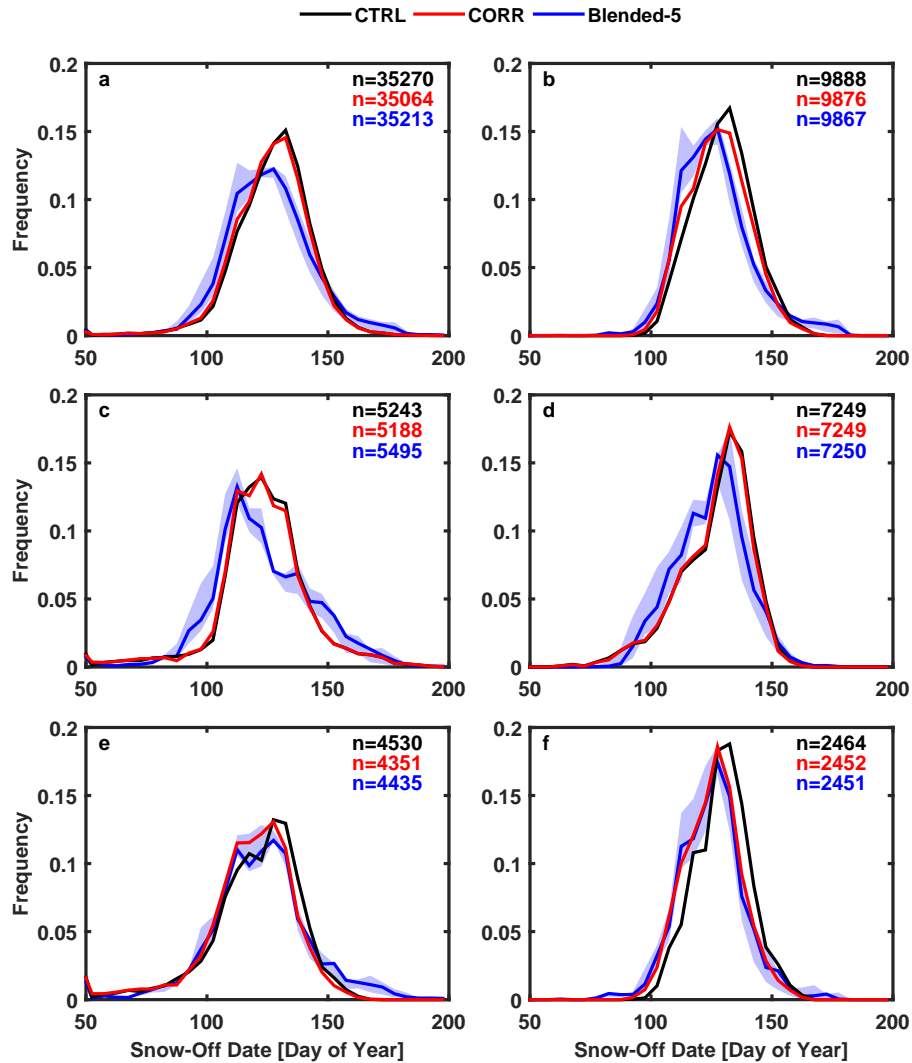 CTRL CORR Blended-5
a
n=35270
n=35064
n=35213
0.2
0.15
0.1
0.05
0
Frequency
50 100 150 200
b
n=9888
n=9876
n=9867
0.2
0.15
0.1
0.05
0
50 100 150 200
c
n=5243
n=5188
n=5495
0.2
0.15
0.1
0.05
0
Frequency
50 100 150 200
d
n=7249
n=7249
n=7250
0.2
0.15
0.1
0.05
0
50 100 150 200
e
n=4530
n=4351
n=4435
0.2
0.15
0.1
0.05
0
Frequency
50 100 150 200
Snow-Off Date [Day of Year]
f
n=2464
n=2452
n=2451
0.2
0.15
0.1
0.05
0
50 100 150 200
Snow-Off Date [Day of Year]